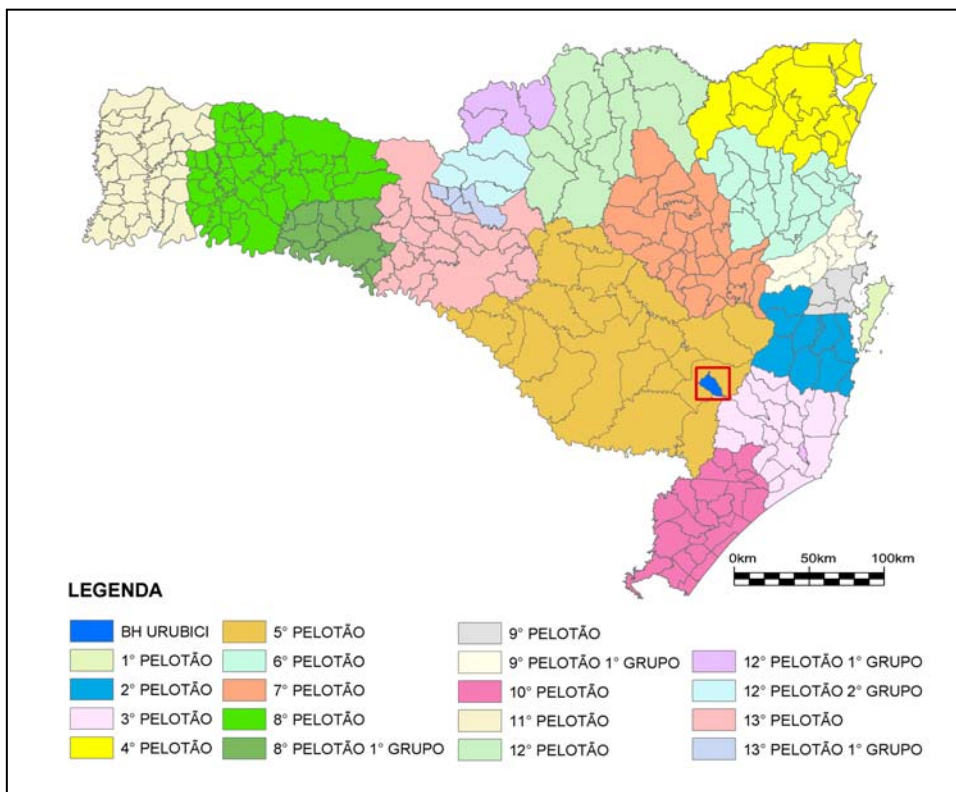 0km 50km 100km
LEGENDA
BH URUBICI
1° PELOTÃO
2° PELOTÃO
3° PELOTÃO
4° PELOTÃO
5° PELOTÃO
6° PELOTÃO
7° PELOTÃO
8° PELOTÃO
8° PELOTÃO 1° GRUPO
9° PELOTÃO
9° PELOTÃO 1° GRUPO
10° PELOTÃO
11° PELOTÃO
12° PELOTÃO
12° PELOTÃO 1° GRUPO
12° PELOTÃO 2° GRUPO
13° PELOTÃO
13° PELOTÃO 1° GRUPO